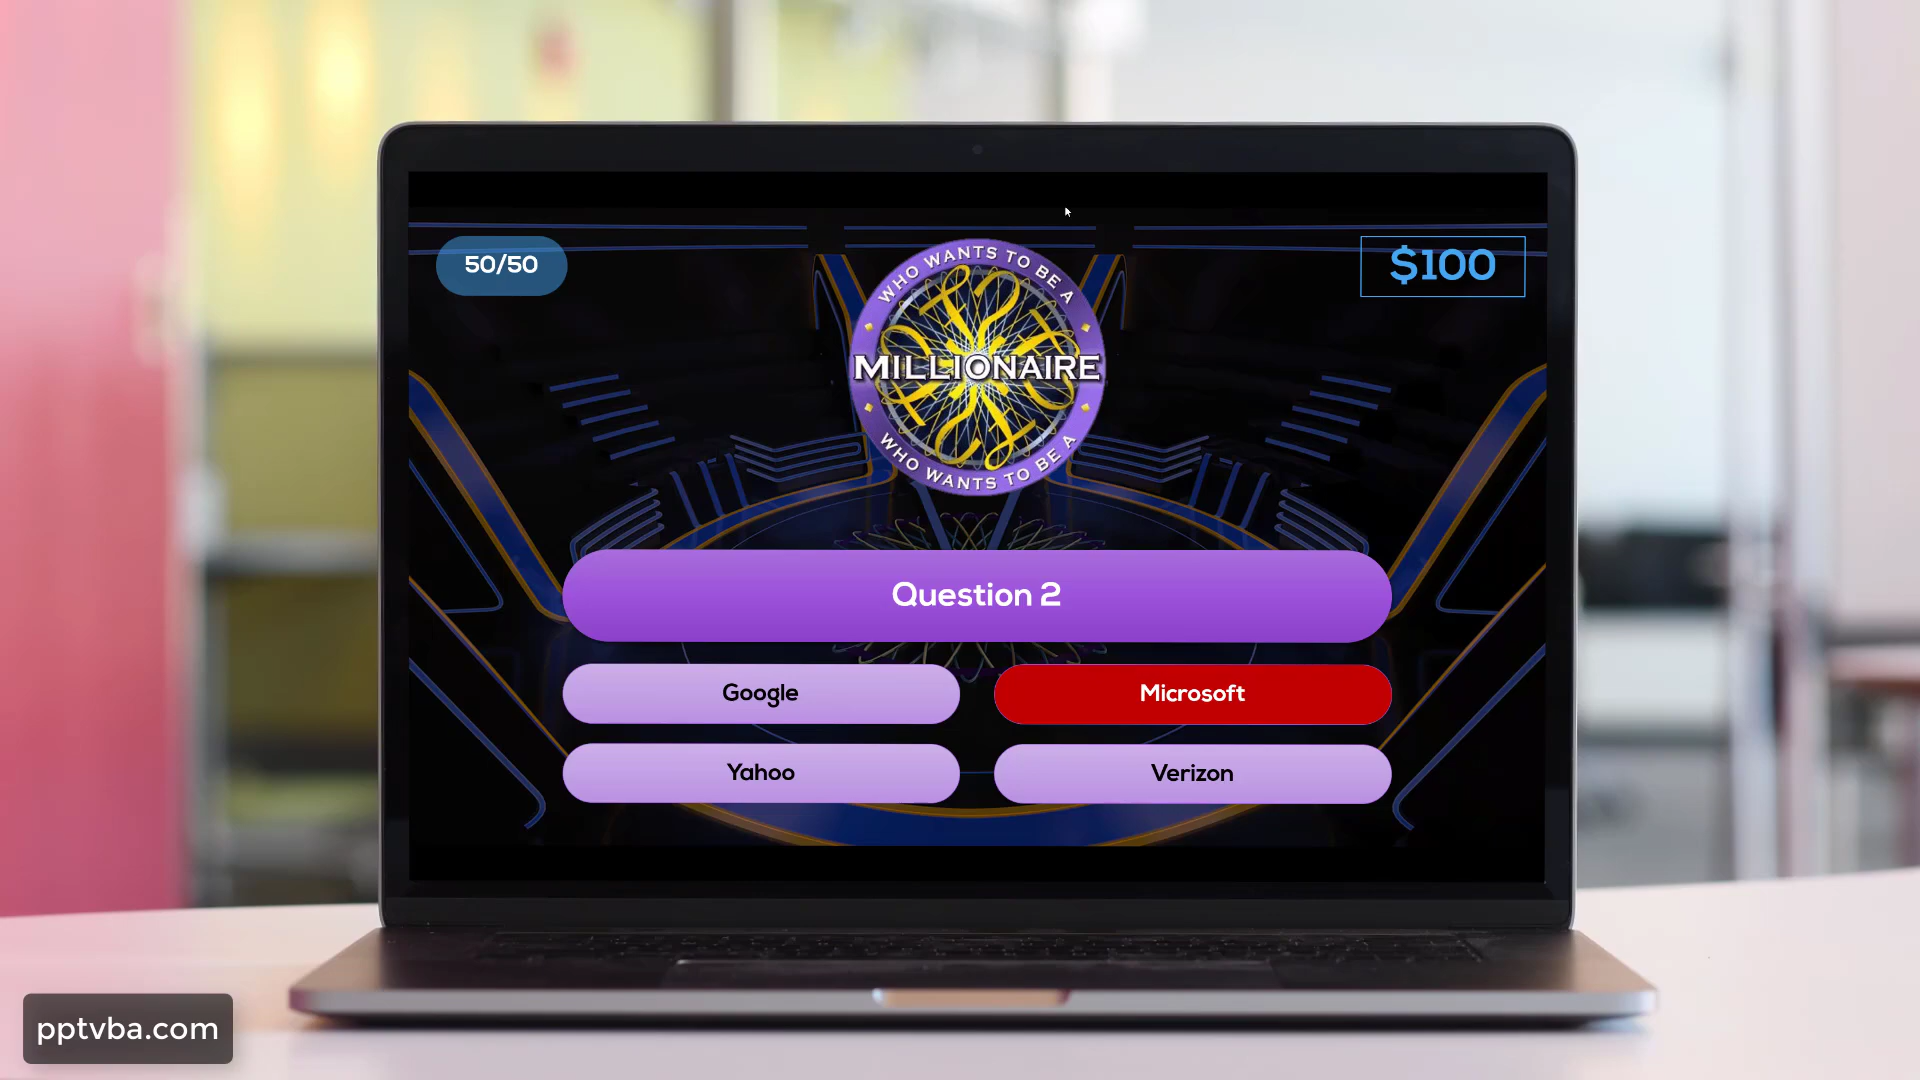 50/50
$100
WHO WANTS TO BE A
MILLIONAIRE
WHO WANTS TO BE A
Question 2
Google
Microsoft
Yahoo
Verizon
pptvba.com